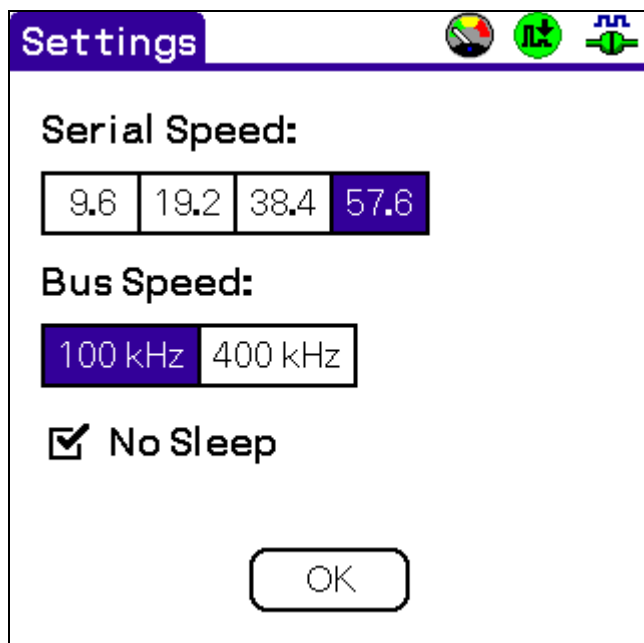 Settings
Serial Speed:
9.6 19.2 38.4 57.6
Bus Speed:
100 kHz 400 kHz
No Sleep
OK